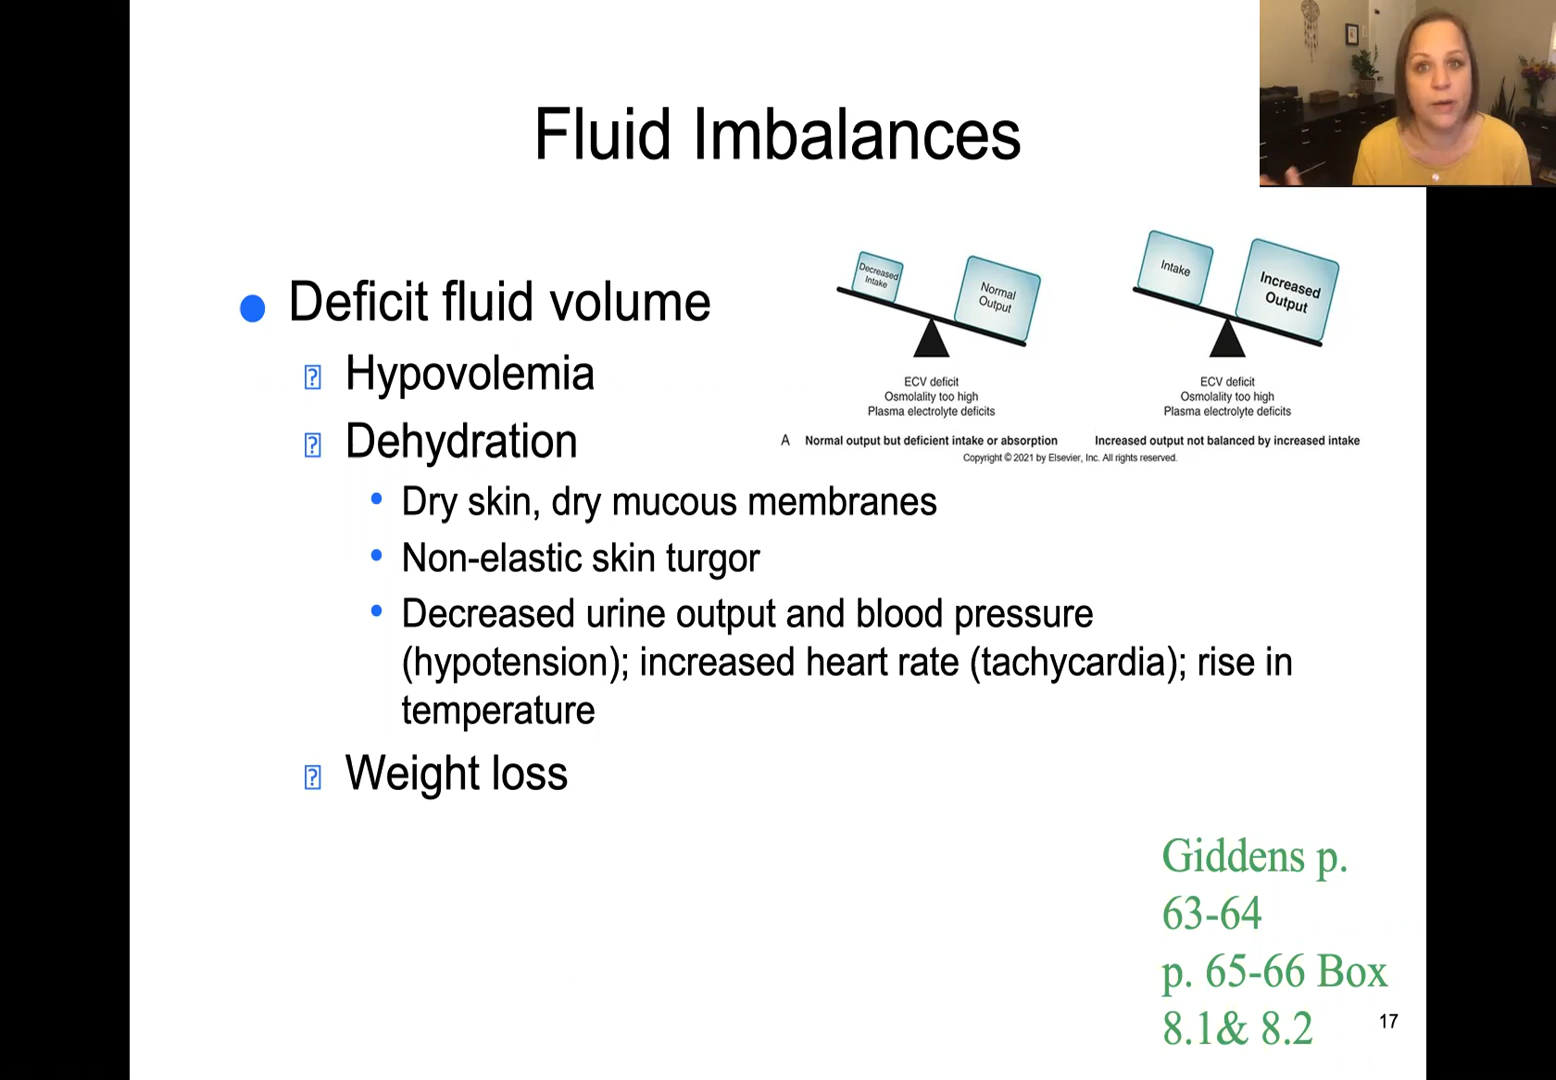 Fluid Imbalances
Deficit fluid volume
Hypovolemia
Dehydration
Dry skin, dry mucous membranes
Non-elastic skin turgor
Decreased urine output and blood pressure
(hypotension); increased heart rate (tachycardia); rise in
temperature
Weight loss
Decreased
Intake
Normal
Output
ECV deficit
Osmolality too high
Plasma electrolyte deficits
Intake
Increased
Output
ECV deficit
Osmolality too high
Plasma electrolyte deficits
A Normal output but deficient intake or absorption
Increased output not balanced by increased intake
Copyright © 2021 by Elsevier, Inc. All rights reserved.
Giddens p.
63-64
p. 65-66 Box
8.1& 8.2
17